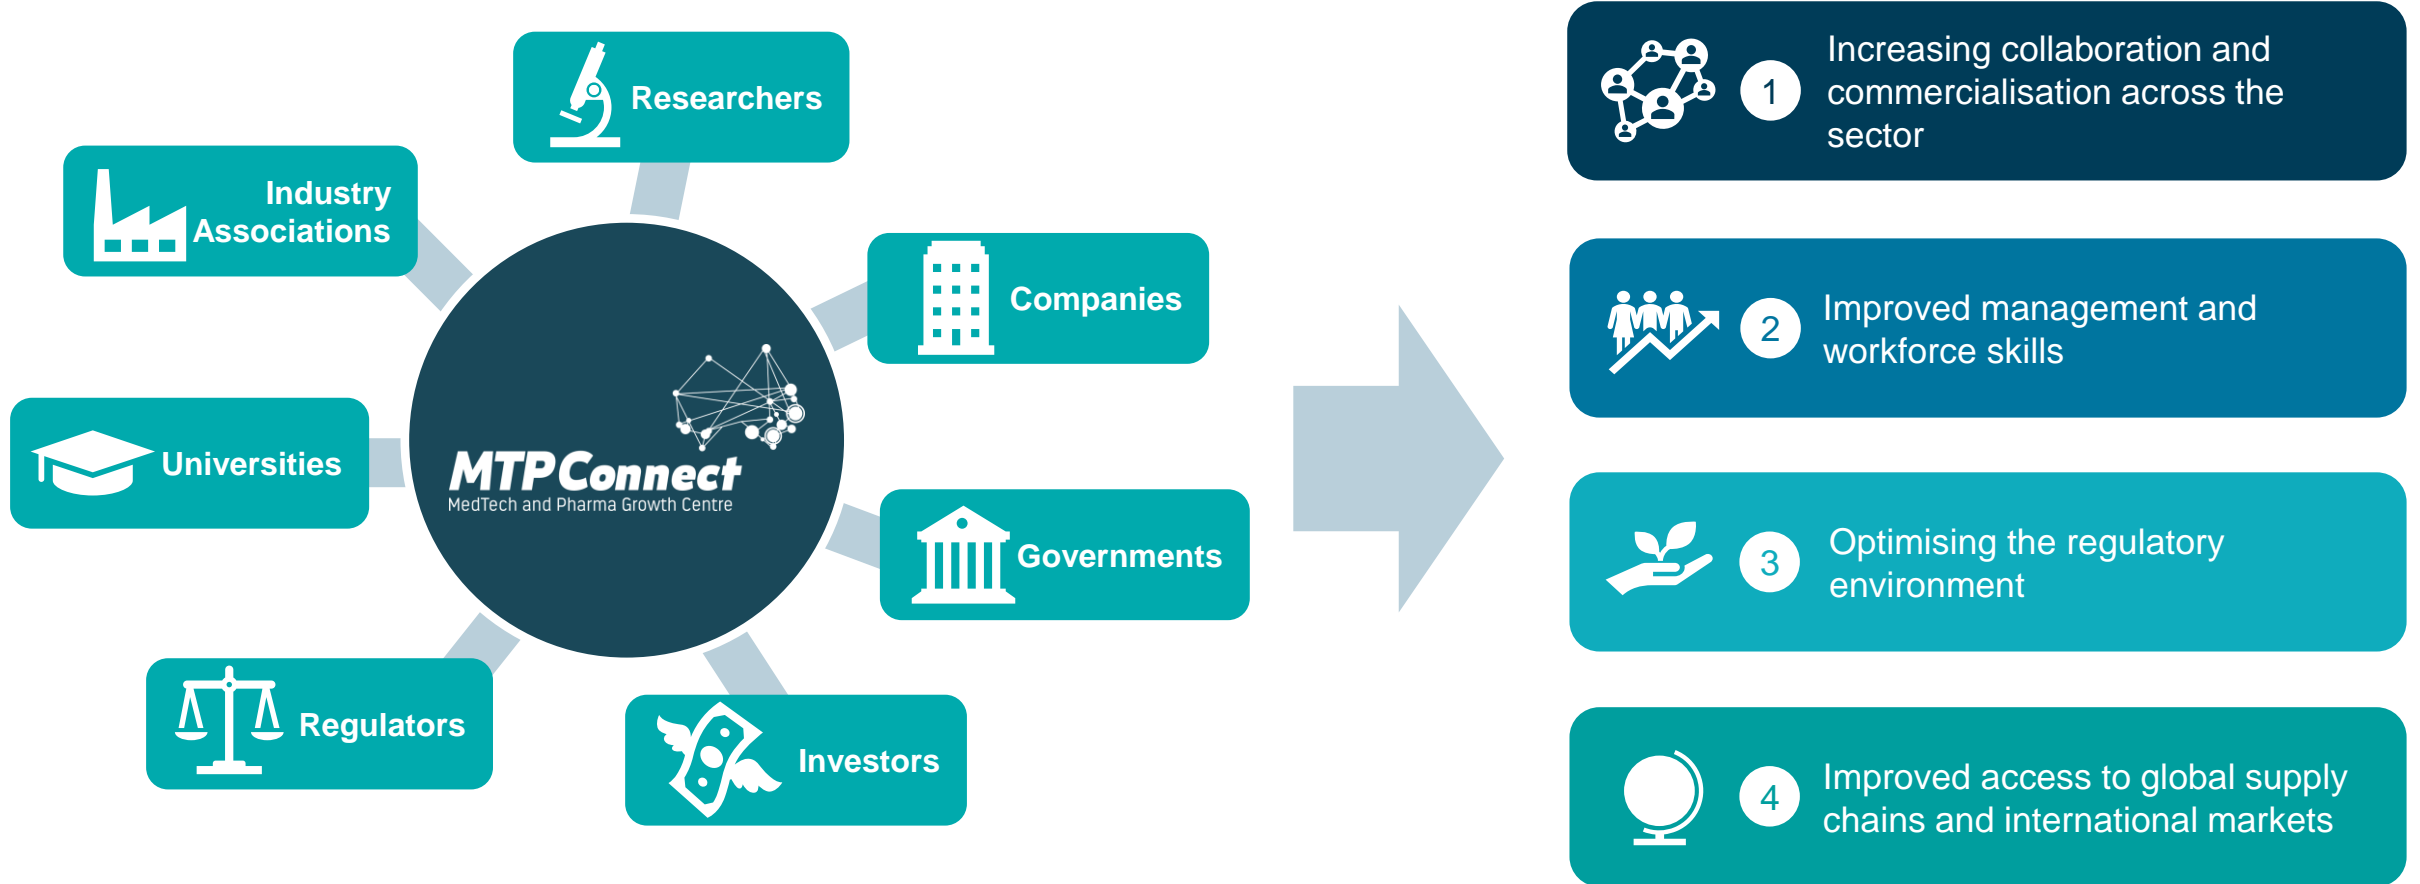 Researchers
Industry
Associations
Companies
Universities
MTPConnect
MedTech and Pharma Growth Centre
Governments
Regulators
Investors
1
Increasing collaboration and
commercialisation across the
sector
2
Improved management and
workforce skills
3
Optimising the regulatory
environment
4
Improved access to global supply
chains and international markets